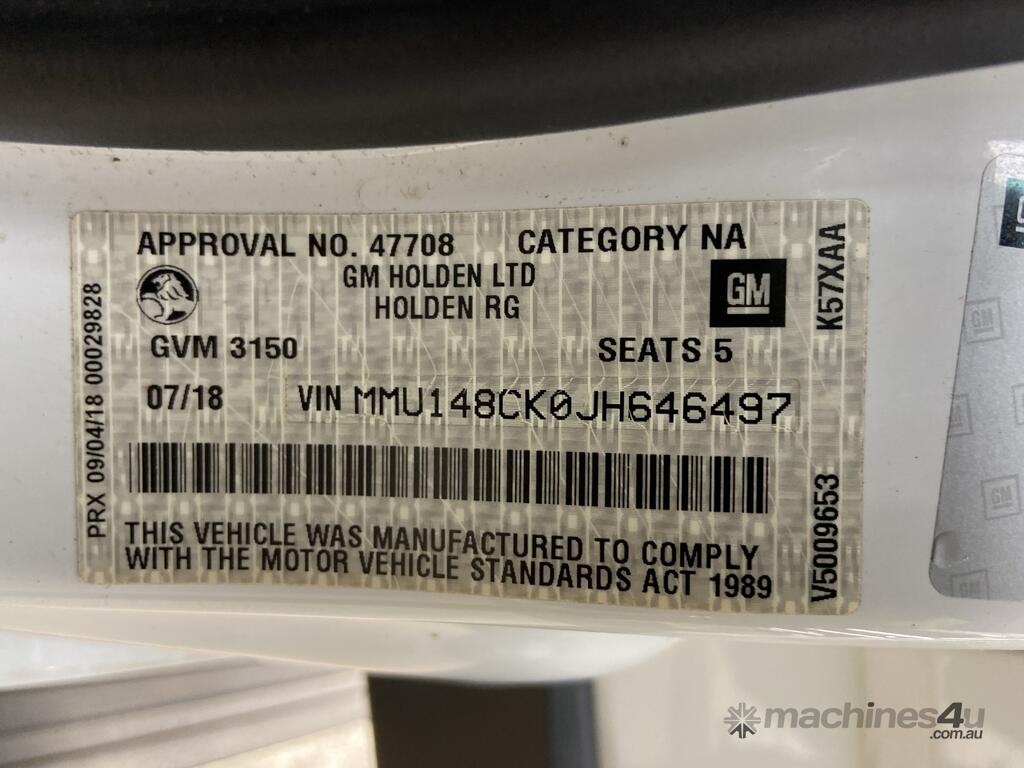 APPROVAL NO. 47708 CATEGORY NA
GM HOLDEN LTD
HOLDEN RG
GM
GVM 3150 SEATS 5
07/18 VIN MMU148CK0JH646497
THIS VEHICLE WAS MANUFACTURED TO COMPLY
WITH THE MOTOR VEHICLE STANDARDS ACT 1989
PRX 09/04/18 00029828
V5009653 K57XAA
GM
GM
machines4u
.com.au